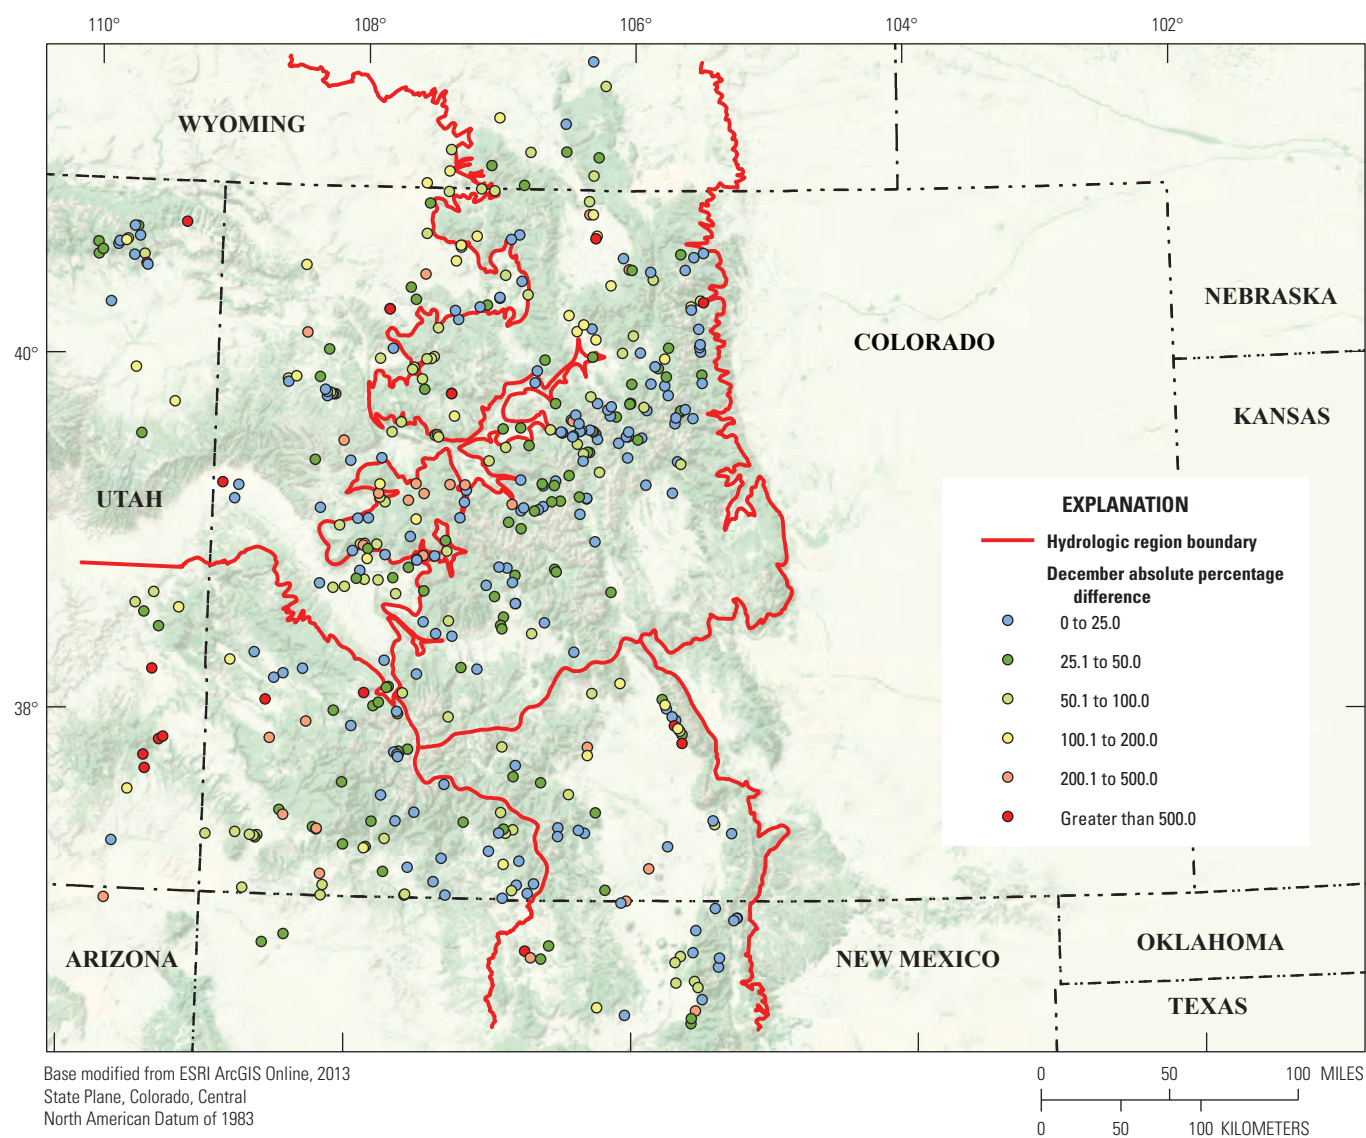 110°
108°
106°
104°
102°
WYOMING
NEBRASKA
COLORADO
40°
KANSAS
UTAH
EXPLANATION
Hydrologic region boundary
December absolute percentage
difference
0 to 25.0
25.1 to 50.0
50.1 to 100.0
100.1 to 200.0
200.1 to 500.0
Greater than 500.0
38°
ARIZONA
NEW MEXICO
OKLAHOMA
TEXAS
Base modified from ESRI ArcGIS Online, 2013
State Plane, Colorado, Central
North American Datum of 1983
0 50 100 MILES
0 50 100 KILOMETERS